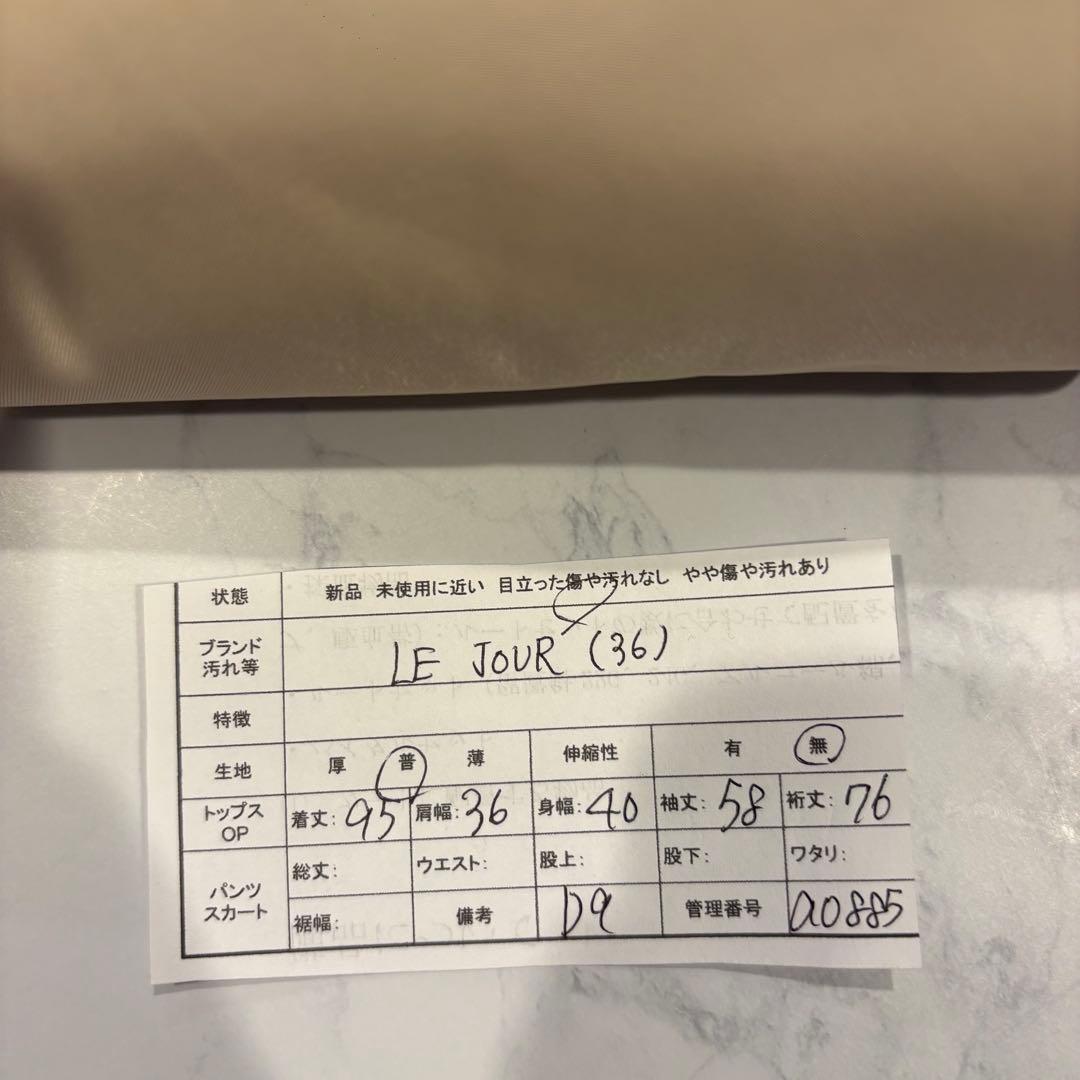 状態 新品 未使用に近い 目立った傷や汚れなし やや傷や汚れあり
ブランド
汚れ等 LE JOUR (36)
特徴
生地 厚 普 薄 伸縮性 有 無
トップス
OP 着丈: 95 肩幅: 36 身幅: 40 袖丈: 58 裄丈: 76
パンツ
スカート 総丈: ウエスト: 股上: 股下: ワタリ:
裾幅: 備考 D9 管理番号 a0885